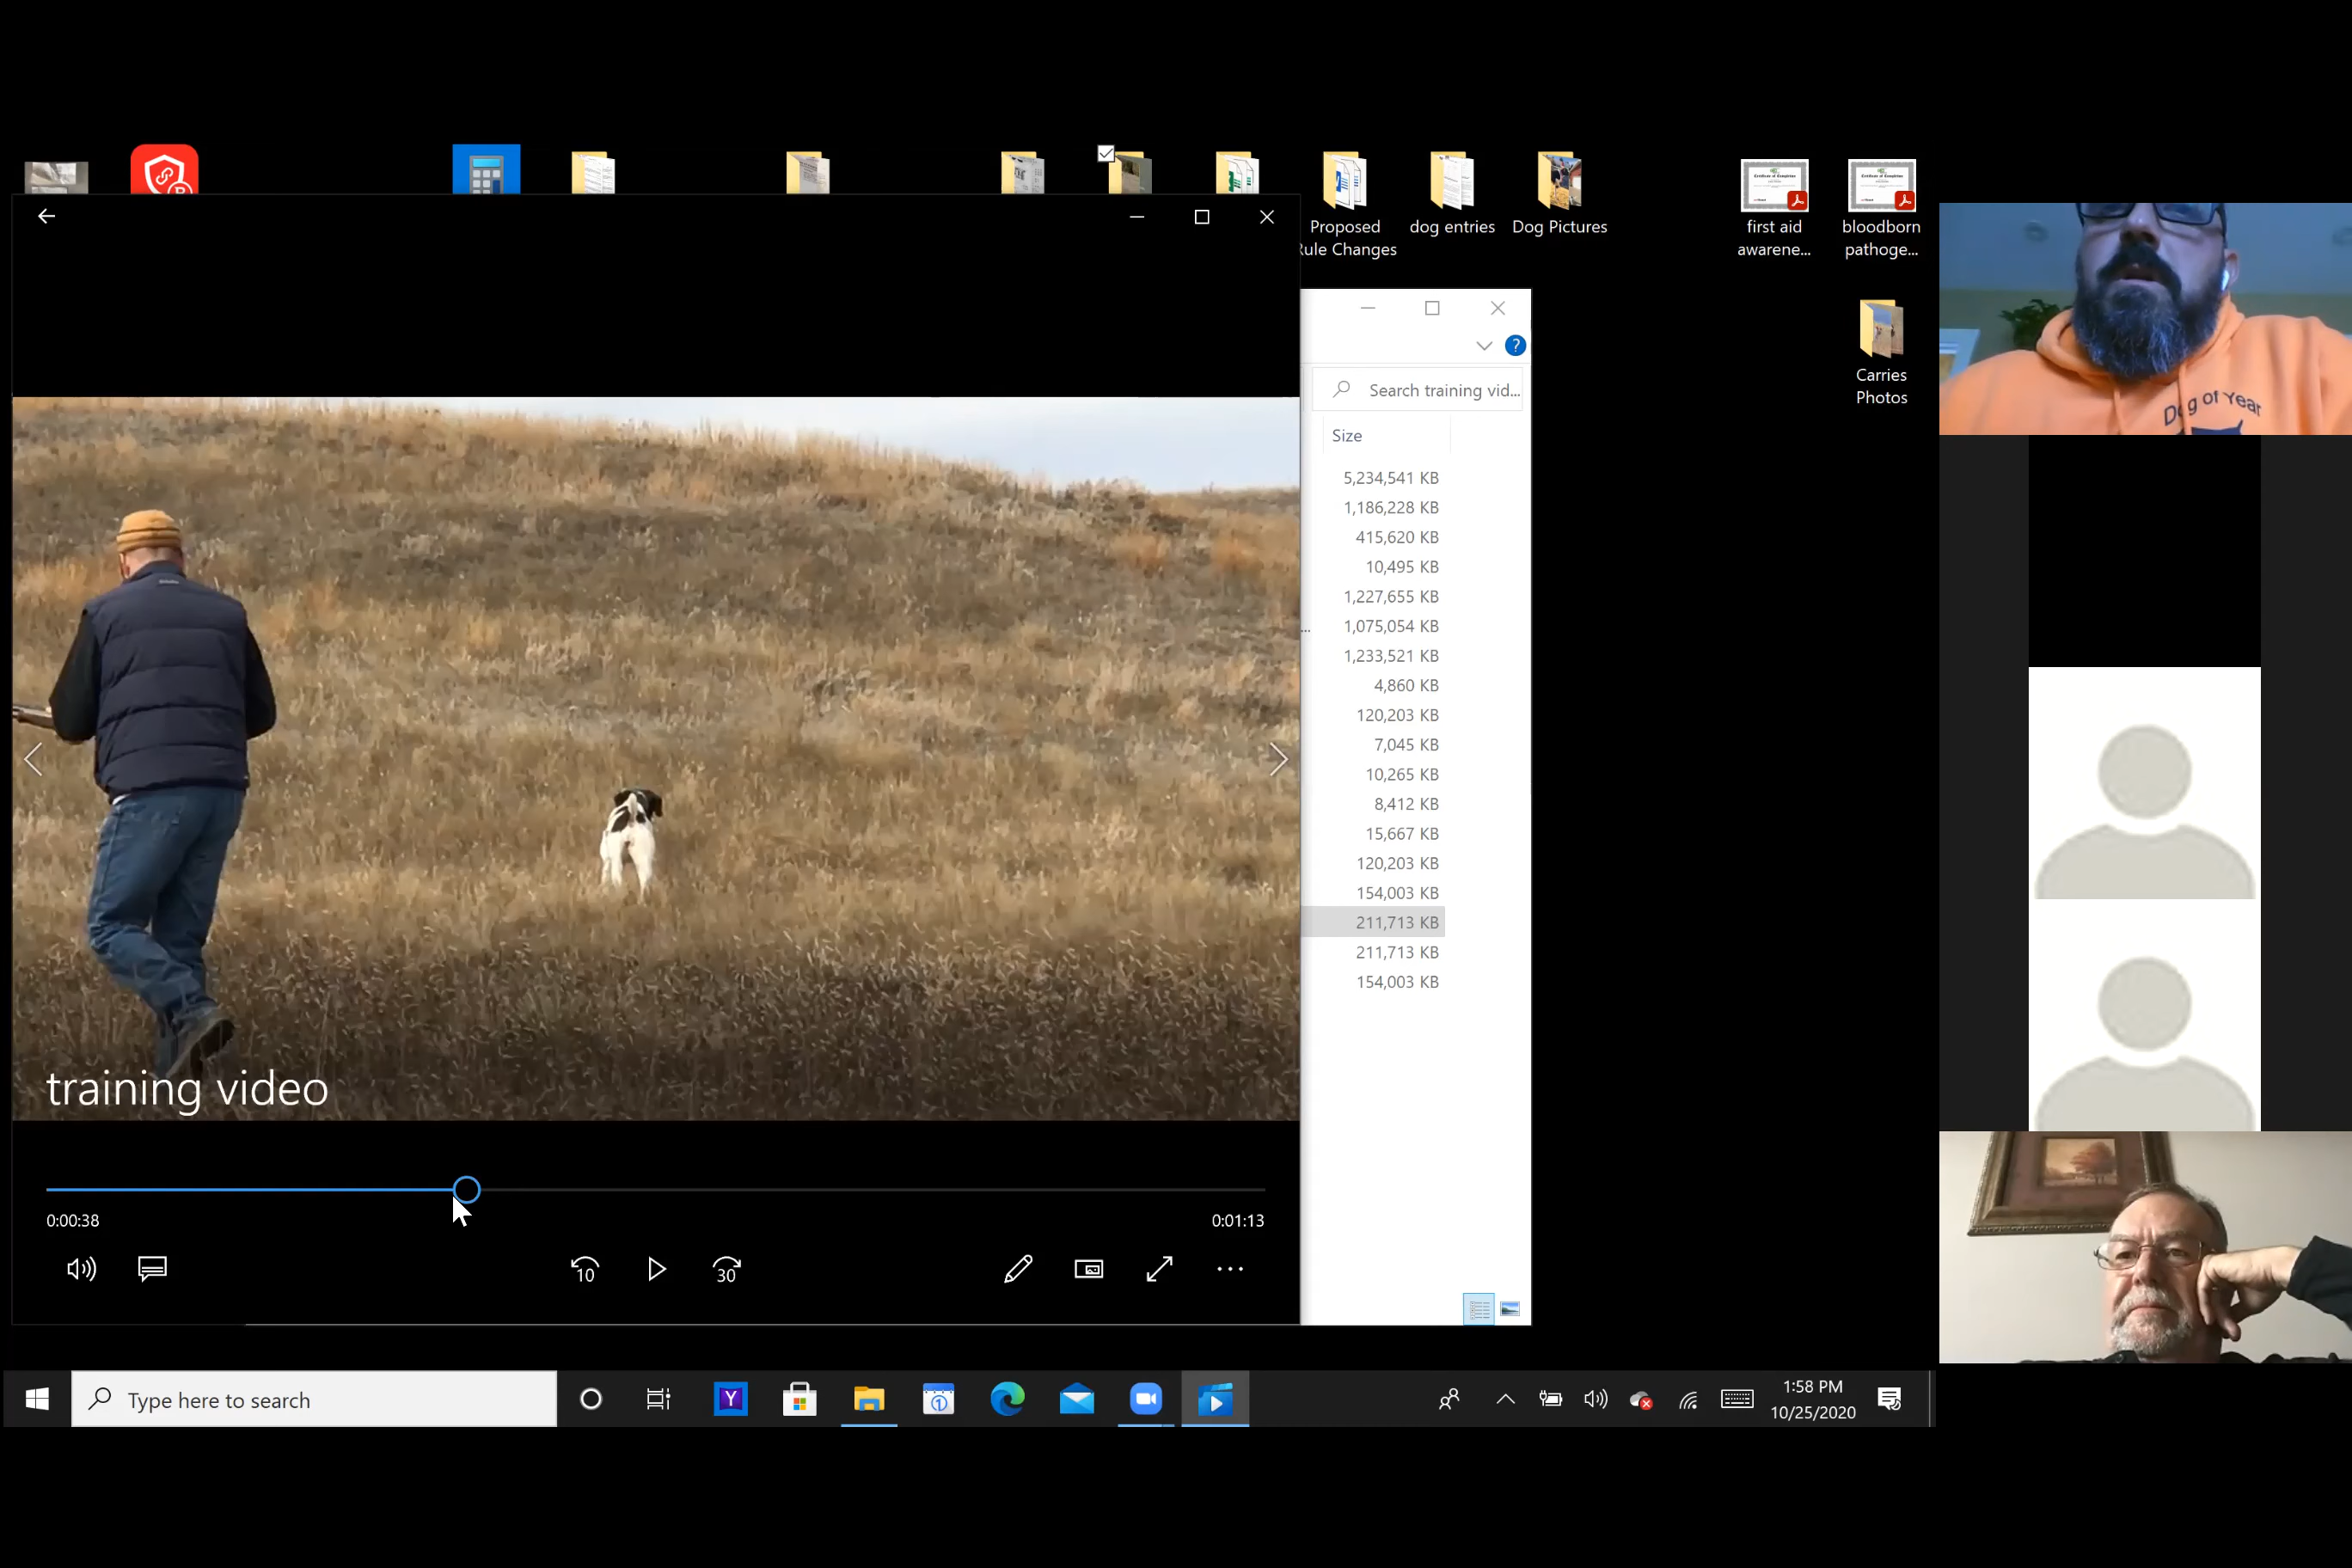 Proposed
Rule Changes
dog entries
Dog Pictures
first aid
awarene...
bloodborn
pathoge...
Carries
Photos
Search training vid...
Size
5,234,541 KB
1,186,228 KB
415,620 KB
10,495 KB
1,227,655 KB
1,075,054 KB
1,233,521 KB
4,860 KB
120,203 KB
7,045 KB
10,265 KB
8,412 KB
15,667 KB
120,203 KB
154,003 KB
211,713 KB
211,713 KB
154,003 KB
Dog of Year
training video
0:00:38
0:01:13
10
30
Type here to search
1:58 PM
10/25/2020